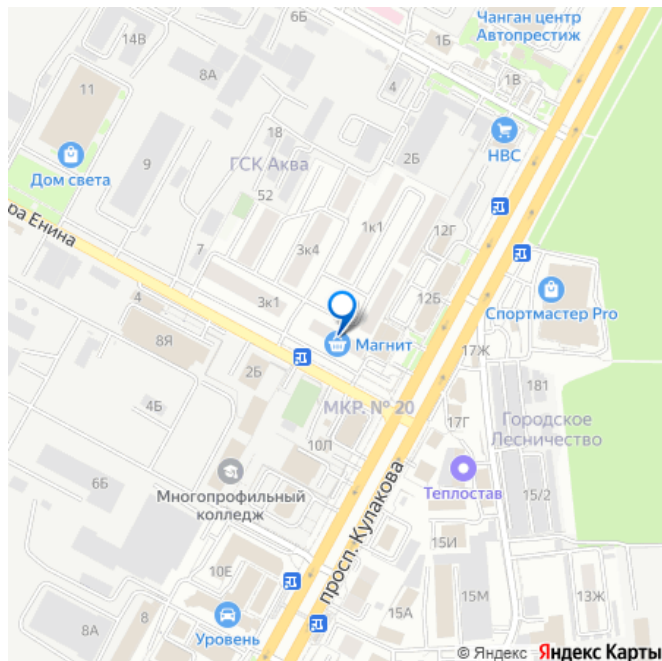 6Б
Чанган центр
Автопрестиж
14В
1Б
8А
11
4
1В
18
2Б
НВС
9
ГСК Аква
Дом света
52
1к1
12Г
ра Енина
7
3к4
12Б
Спортмастер Pro
4
3к1
8Я
Магнит
17Ж
2Б
181
4Б
МКР. № 20
17Г
Городское
Лесничество
10Л
просп. Кулакова
6Б
Многопрофильный
колледж
Теплостав
15/2
15И
10Е
15М
13Ж
8
15А
8А
Уровень
© Яндекс Яндекс Карты